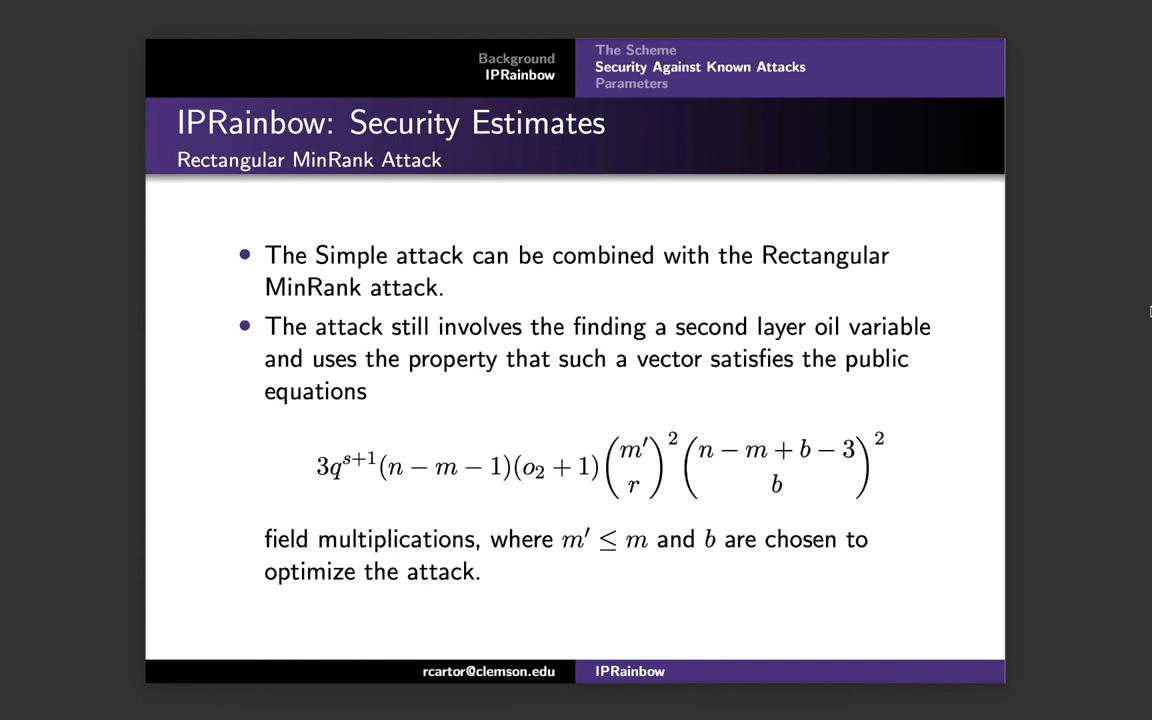 Background
IPRainbow
The Scheme
Security Against Known Attacks
Parameters
IPRainbow: Security Estimates
Rectangular MinRank Attack
• The Simple attack can be combined with the Rectangular
MinRank attack.
• The attack still involves the finding a second layer oil variable
and uses the property that such a vector satisfies the public
equations
3q^{s+1}(n − m − 1)(o_2 + 1)\binom{m′}{r}^2\binom{n − m + b − 3}{b}^2
field multiplications, where m′ ≤ m and b are chosen to
optimize the attack.
rcartor@clemson.edu
IPRainbow